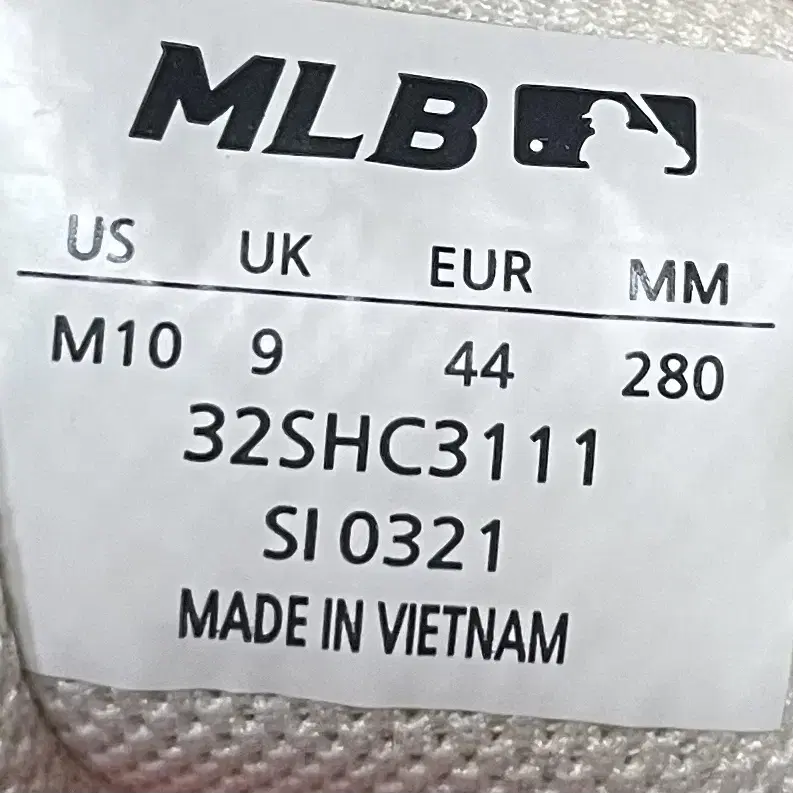 MLB
US UK EUR MM
M10 9 44 280
32SHC3111
SI 0321
MADE IN VIETNAM